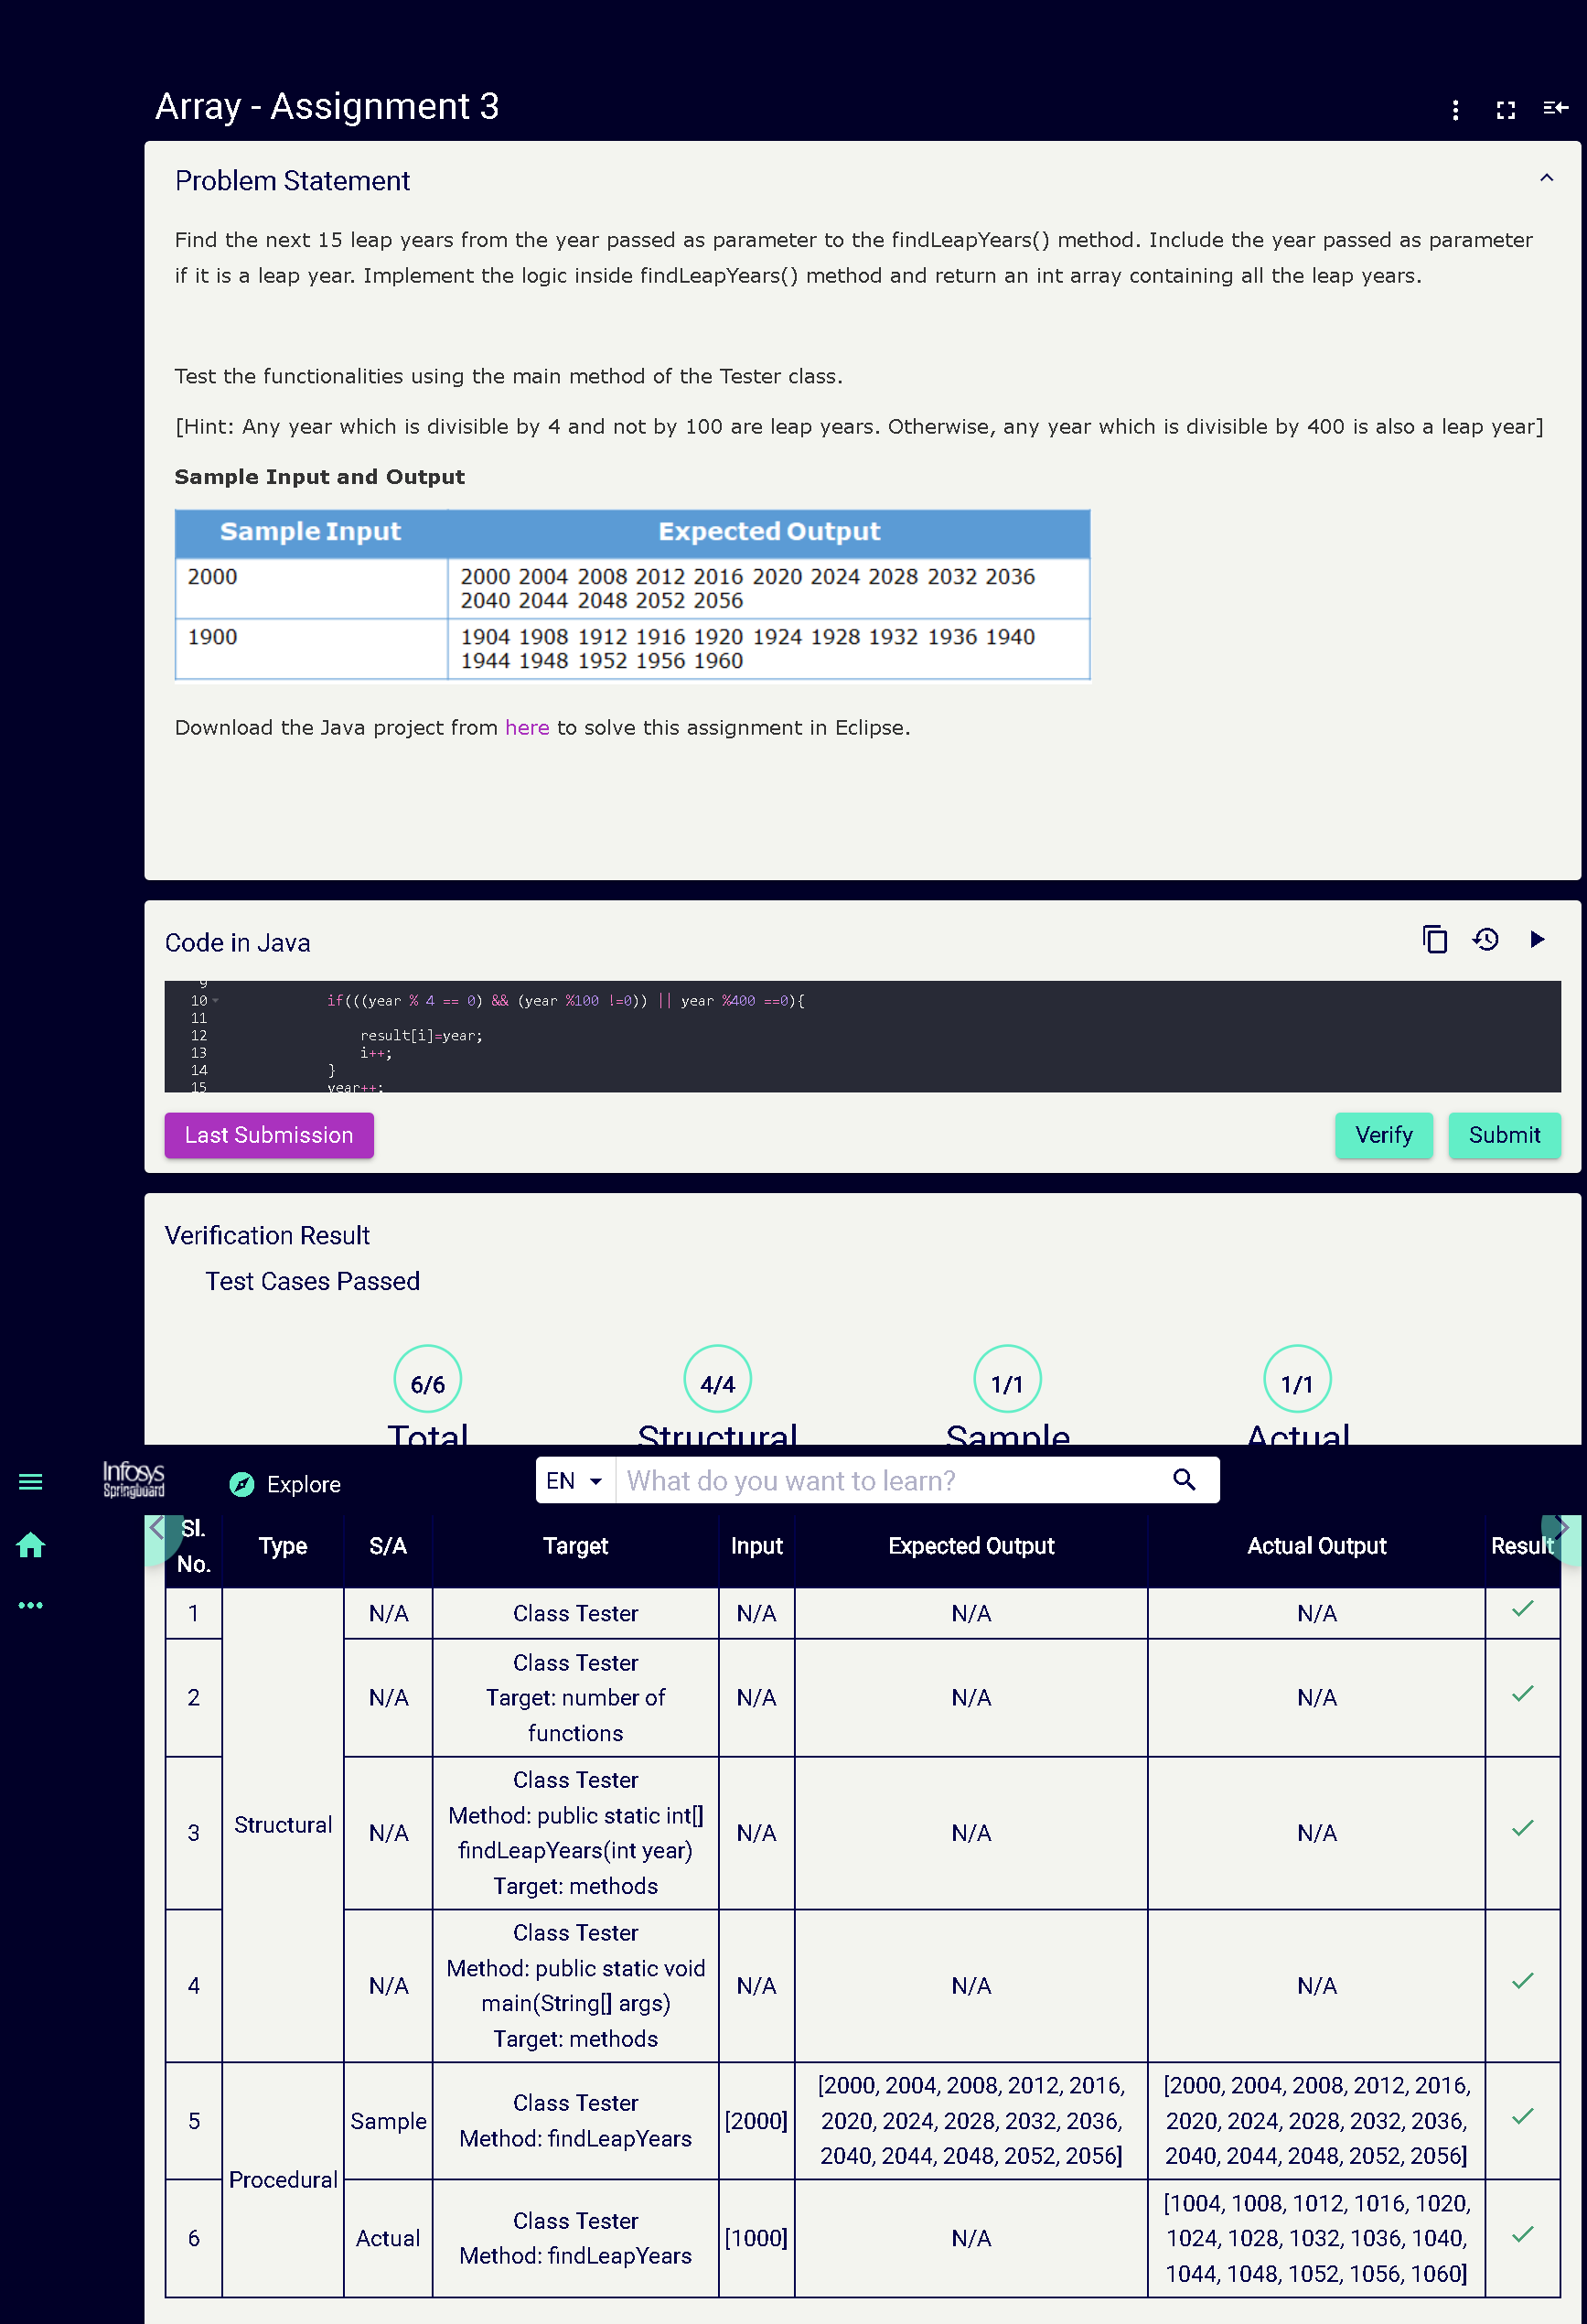 Array - Assignment 3
Problem Statement
Find the next 15 leap years from the year passed as parameter to the findLeapYears() method. Include the year passed as parameter
if it is a leap year. Implement the logic inside findLeapYears() method and return an int array containing all the leap years.
Test the functionalities using the main method of the Tester class.
[Hint: Any year which is divisible by 4 and not by 100 are leap years. Otherwise, any year which is divisible by 400 is also a leap year]
Sample Input and Output
Sample Input Expected Output
2000 2000 2004 2008 2012 2016 2020 2024 2028 2032 2036
2040 2044 2048 2052 2056
1900 1904 1908 1912 1916 1920 1924 1928 1932 1936 1940
1944 1948 1952 1956 1960
Download the Java project from here to solve this assignment in Eclipse.
Code in Java
9
10 if(((year % 4 == 0) && (year %100 !=0)) || year %400 ==0){
11
12 result[i]=year;
13 i++;
14 }
15 year++;
Last Submission Verify Submit
Verification Result
Test Cases Passed
6/6 4/4 1/1 1/1
Total Structural Sample Actual
Infosys
Springboard
Explore EN What do you want to learn?
Sl.
No. Type S/A Target Input Expected Output Actual Output Result
1 N/A Class Tester N/A N/A N/A
Class Tester
2 N/A Target: number of N/A N/A N/A
functions
Class Tester
Method: public static int[]
3 Structural N/A findLeapYears(int year) N/A N/A N/A
Target: methods
Class Tester
Method: public static void
4 N/A main(String[] args) N/A N/A N/A
Target: methods
5 Sample Class Tester
Method: findLeapYears [2000] [2000, 2004, 2008, 2012, 2016,
2020, 2024, 2028, 2032, 2036,
2040, 2044, 2048, 2052, 2056] [2000, 2004, 2008, 2012, 2016,
2020, 2024, 2028, 2032, 2036,
2040, 2044, 2048, 2052, 2056]
Procedural
6 Actual Class Tester
Method: findLeapYears [1000] N/A [1004, 1008, 1012, 1016, 1020,
1024, 1028, 1032, 1036, 1040,
1044, 1048, 1052, 1056, 1060]